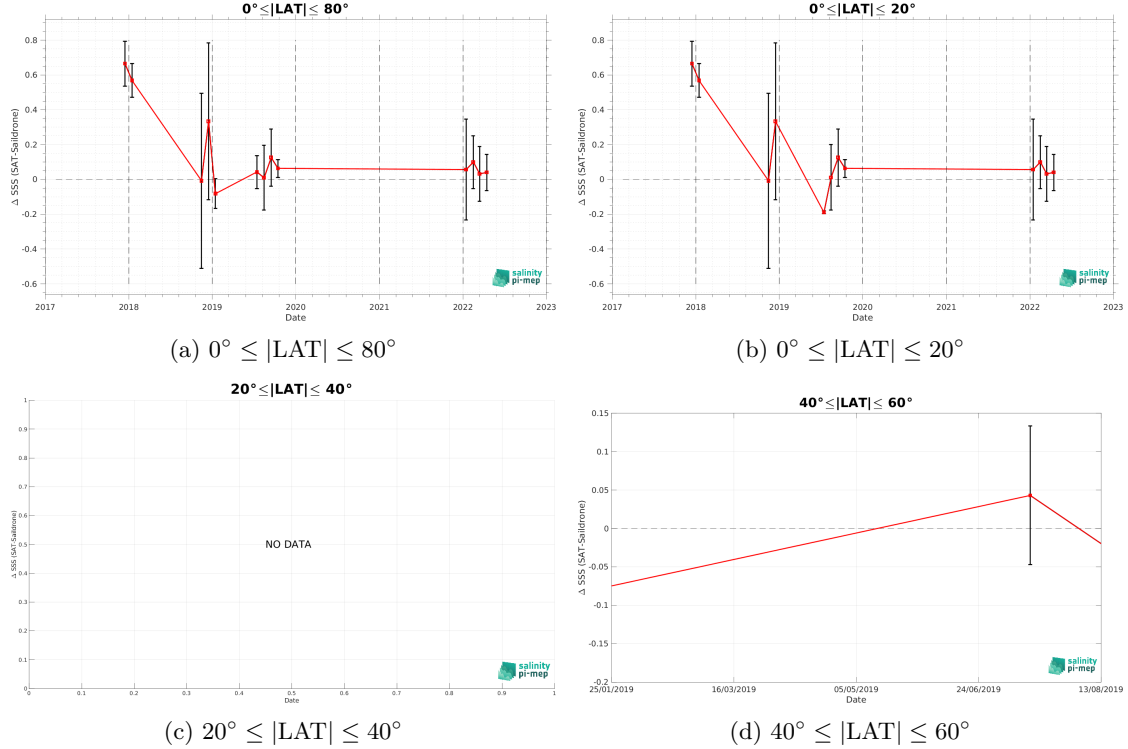 0°≤|LAT|≤ 80°
Δ SSS (SAT-Saildrone)
0.8
0.6
0.4
0.2
0
-0.2
-0.4
-0.6
2017 2018 2019 2020 2021 2022 2023
Date
salinity
pi-mep
(a) 0° ≤ |LAT| ≤ 80°
0°≤|LAT|≤ 20°
Δ SSS (SAT-Saildrone)
0.8
0.6
0.4
0.2
0
-0.2
-0.4
-0.6
2017 2018 2019 2020 2021 2022 2023
Date
salinity
pi-mep
(b) 0° ≤ |LAT| ≤ 20°
20°≤|LAT|≤ 40°
Δ SSS (SAT-Saildrone)
1
0.9
0.8
0.7
0.6
0.5
0.4
0.3
0.2
0.1
0
NO DATA
0 0.1 0.2 0.3 0.4 0.5 0.6 0.7 0.8 0.9 1
Date
salinity
pi-mep
(c) 20° ≤ |LAT| ≤ 40°
40°≤|LAT|≤ 60°
Δ SSS (SAT-Saildrone)
0.15
0.1
0.05
0
-0.05
-0.1
-0.15
-0.2
25/01/2019 16/03/2019 05/05/2019 24/06/2019 13/08/2019
Date
salinity
pi-mep
(d) 40° ≤ |LAT| ≤ 60°